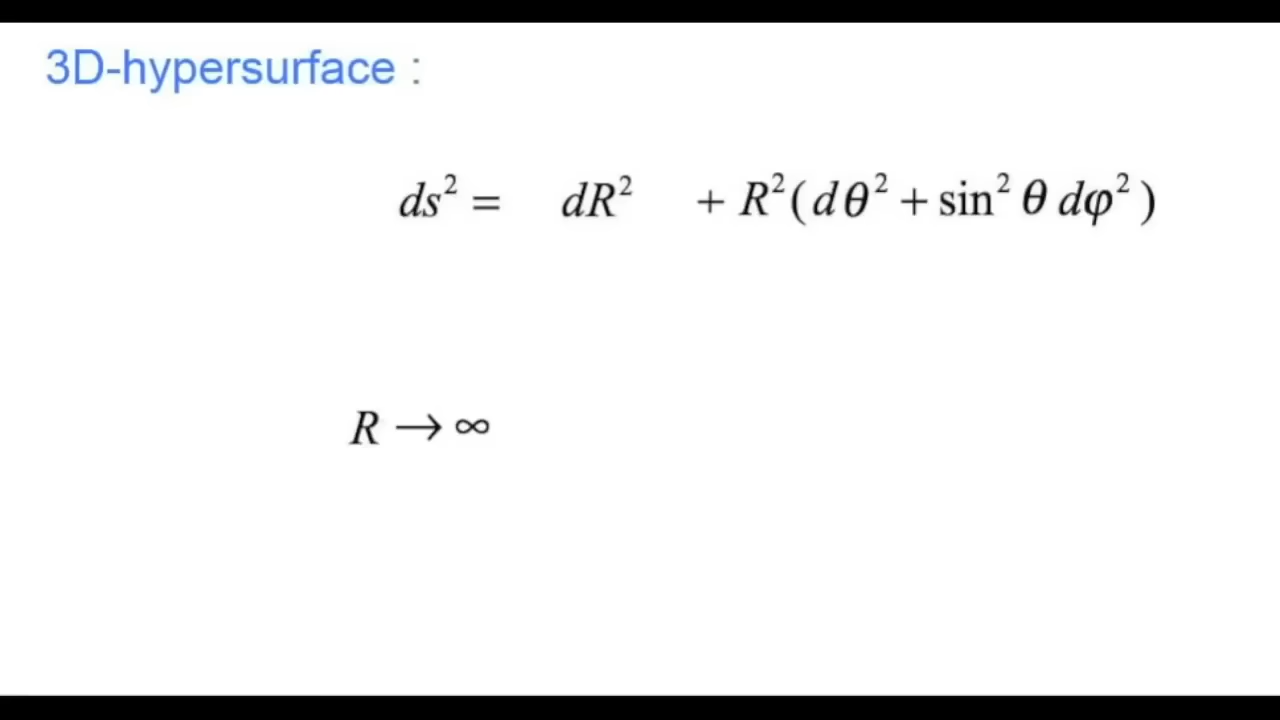 3D-hypersurface :
ds² = dR² + R²(dθ² + sin² θ dφ²)
R → ∞